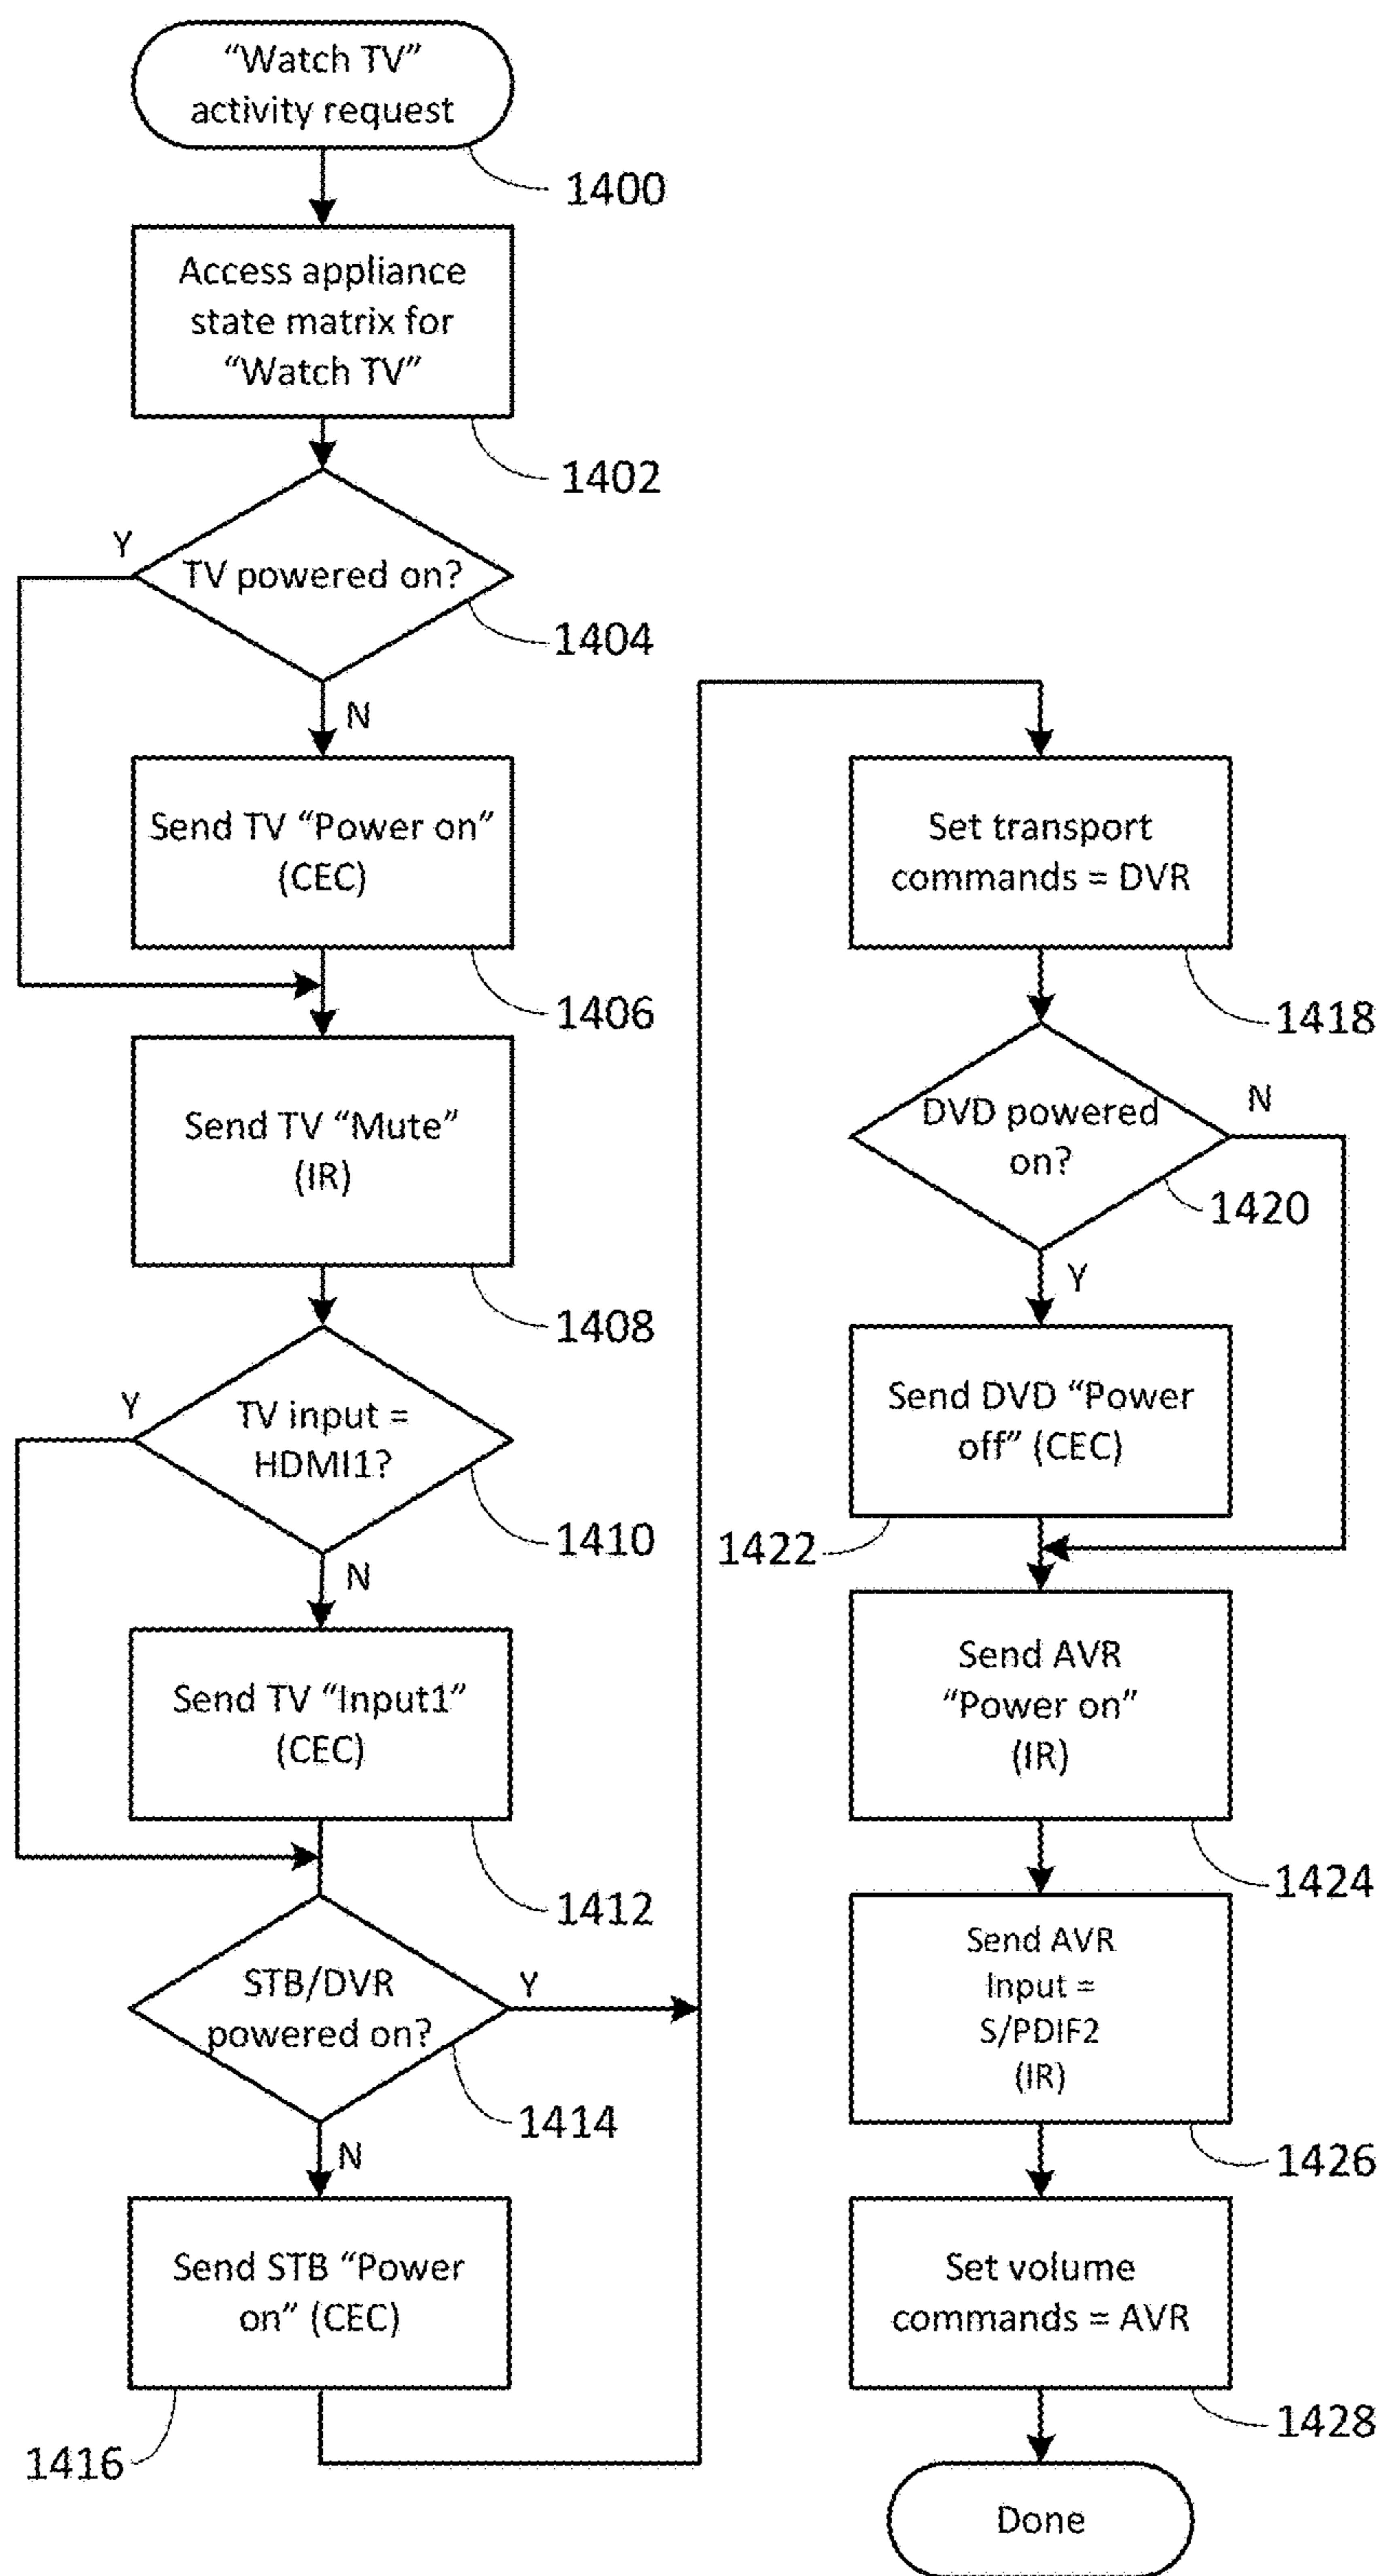 “Watch TV”
activity request
1400
Access appliance
state matrix for
“Watch TV”
1402
Y
TV powered on?
1404
N
Send TV “Power on”
(CEC)
1406
Send TV “Mute”
(IR)
1408
Y
TV input =
HDMI1?
1410
N
Send TV “Input1”
(CEC)
1412
STB/DVR
powered on?
Y
1414
N
Send STB “Power
on” (CEC)
1416
Set transport
commands = DVR
1418
DVD powered
on?
N
1420
Y
Send DVD “Power
off” (CEC)
1422
Send AVR
“Power on”
(IR)
1424
Send AVR
Input =
S/PDIF2
(IR)
1426
Set volume
commands = AVR
1428
Done